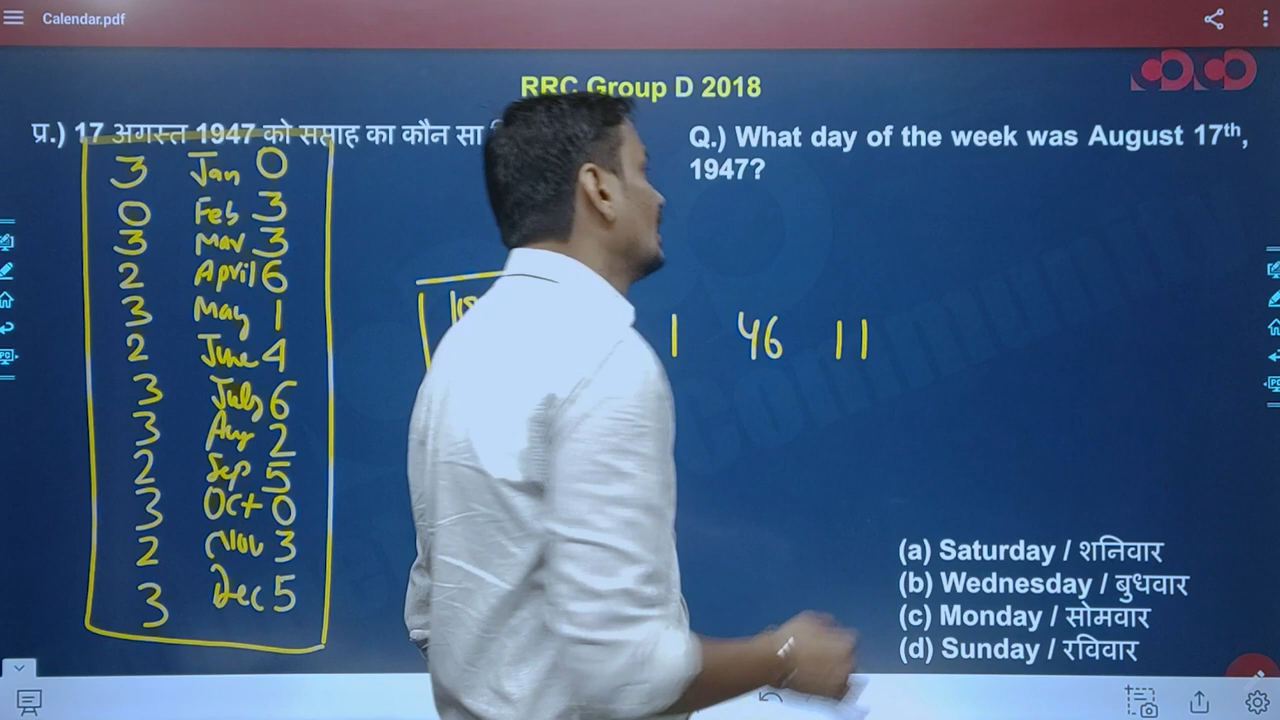 Calendar.pdf
RRC Group D 2018
प्र.) 17 अगस्त 1947 को सप्ताह का कौन सा
Q.) What day of the week was August 17th,
1947?
3 Jan 0
0 Feb 3
3 Mar 3
2 April 6
3 May 1
2 June 4
3 July 6
3 Aug 2
2 Sep 5
3 Oct 0
2 Nov 3
3 Dec 5
1 46 11
(a) Saturday / शनिवार
(b) Wednesday / बुधवार
(c) Monday / सोमवार
(d) Sunday / रविवार